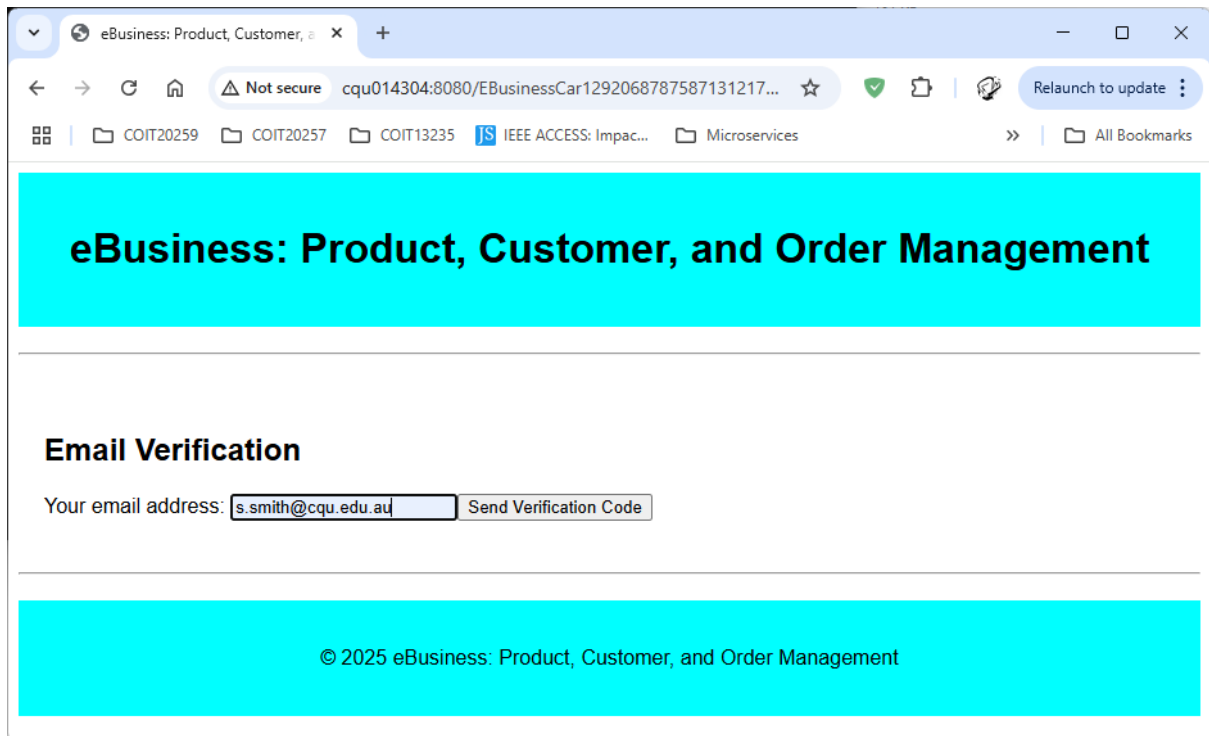 eBusiness: Product, Customer, a
Not secure cqu014304:8080/EBusinessCar1292068787587131217...
Relaunch to update
COIT20259 COIT20257 COIT13235 JS IEEE ACCESS: Impac... Microservices » All Bookmarks
eBusiness: Product, Customer, and Order Management
Email Verification
Your email address: s.smith@cqu.edu.au Send Verification Code
© 2025 eBusiness: Product, Customer, and Order Management